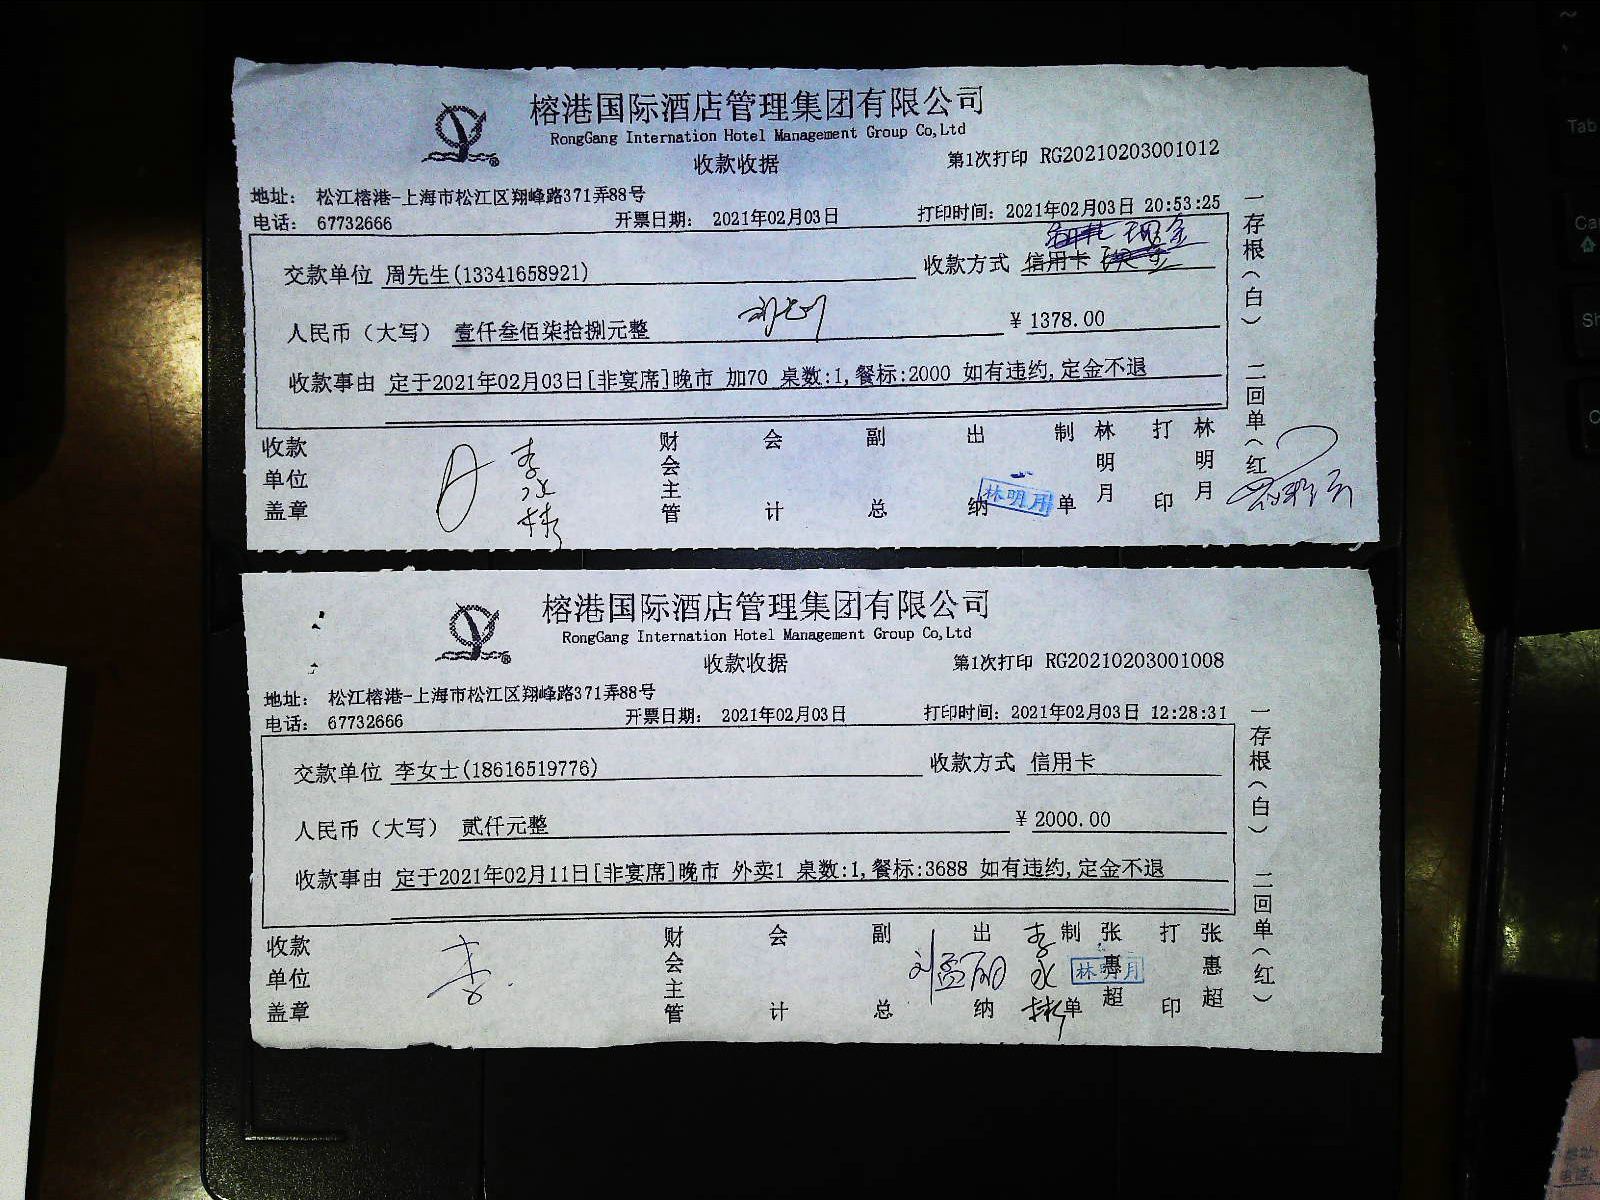 榕港国际酒店管理集团有限公司
RongGang Internation Hotel Management Group Co,Ltd
收款收据
第1次打印 RG20210203001012
地址： 松江榕港-上海市松江区翔峰路371弄88号
电话： 67732666 开票日期： 2021年02月03日 打印时间：2021年02月03日 20:53:25
现金
交款单位 周先生(13341658921) 收款方式 信用卡
人民币（大写） 壹仟叁佰柒拾捌元整 ￥1378.00
收款事由 定于2021年02月03日[非宴席]晚市 加70 桌数:1,餐标:2000 如有违约,定金不退
收款单位盖章 李 财会主管 会计 副总 出纳 林明月 制单 林明月 打印 林明月
一存根（白） 二回单（红
榕港国际酒店管理集团有限公司
RongGang Internation Hotel Management Group Co,Ltd
收款收据
第1次打印 RG20210203001008
地址： 松江榕港-上海市松江区翔峰路371弄88号
电话： 67732666 开票日期： 2021年02月03日 打印时间：2021年02月03日 12:28:31
交款单位 李女士(18616519776) 收款方式 信用卡
人民币（大写） 贰仟元整 ￥2000.00
收款事由 定于2021年02月11日[非宴席]晚市 外卖1 桌数:1,餐标:3688 如有违约,定金不退
收款单位盖章 李 财会主管 会计 副总 出纳 李 制单 林明月 张惠超 打印 张惠超
一存根（白） 二回单（红）
Tab